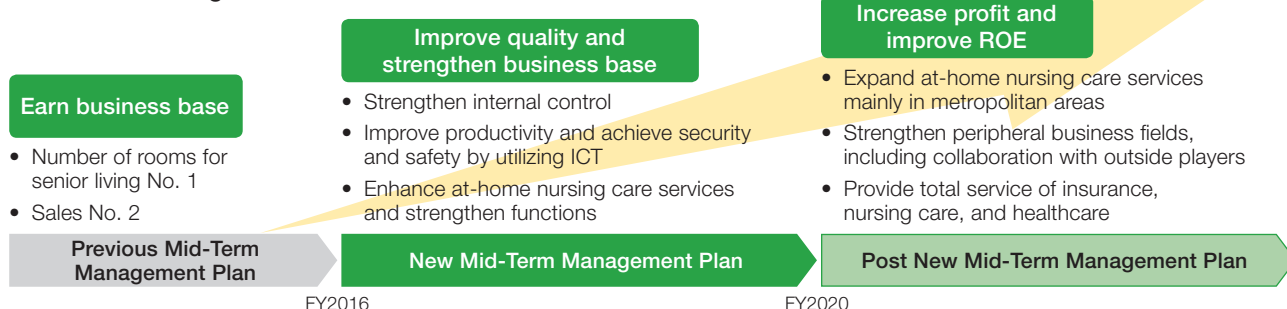 Earn business base
• Number of rooms for
senior living No. 1
• Sales No. 2
Previous Mid-Term
Management Plan
Improve quality and
strengthen business base
• Strengthen internal control
• Improve productivity and achieve security
and safety by utilizing ICT
• Enhance at-home nursing care services
and strengthen functions
New Mid-Term Management Plan
Increase profit and
improve ROE
• Expand at-home nursing care services
mainly in metropolitan areas
• Strengthen peripheral business fields,
including collaboration with outside players
• Provide total service of insurance,
nursing care, and healthcare
Post New Mid-Term Management Plan
FY2016
FY2020